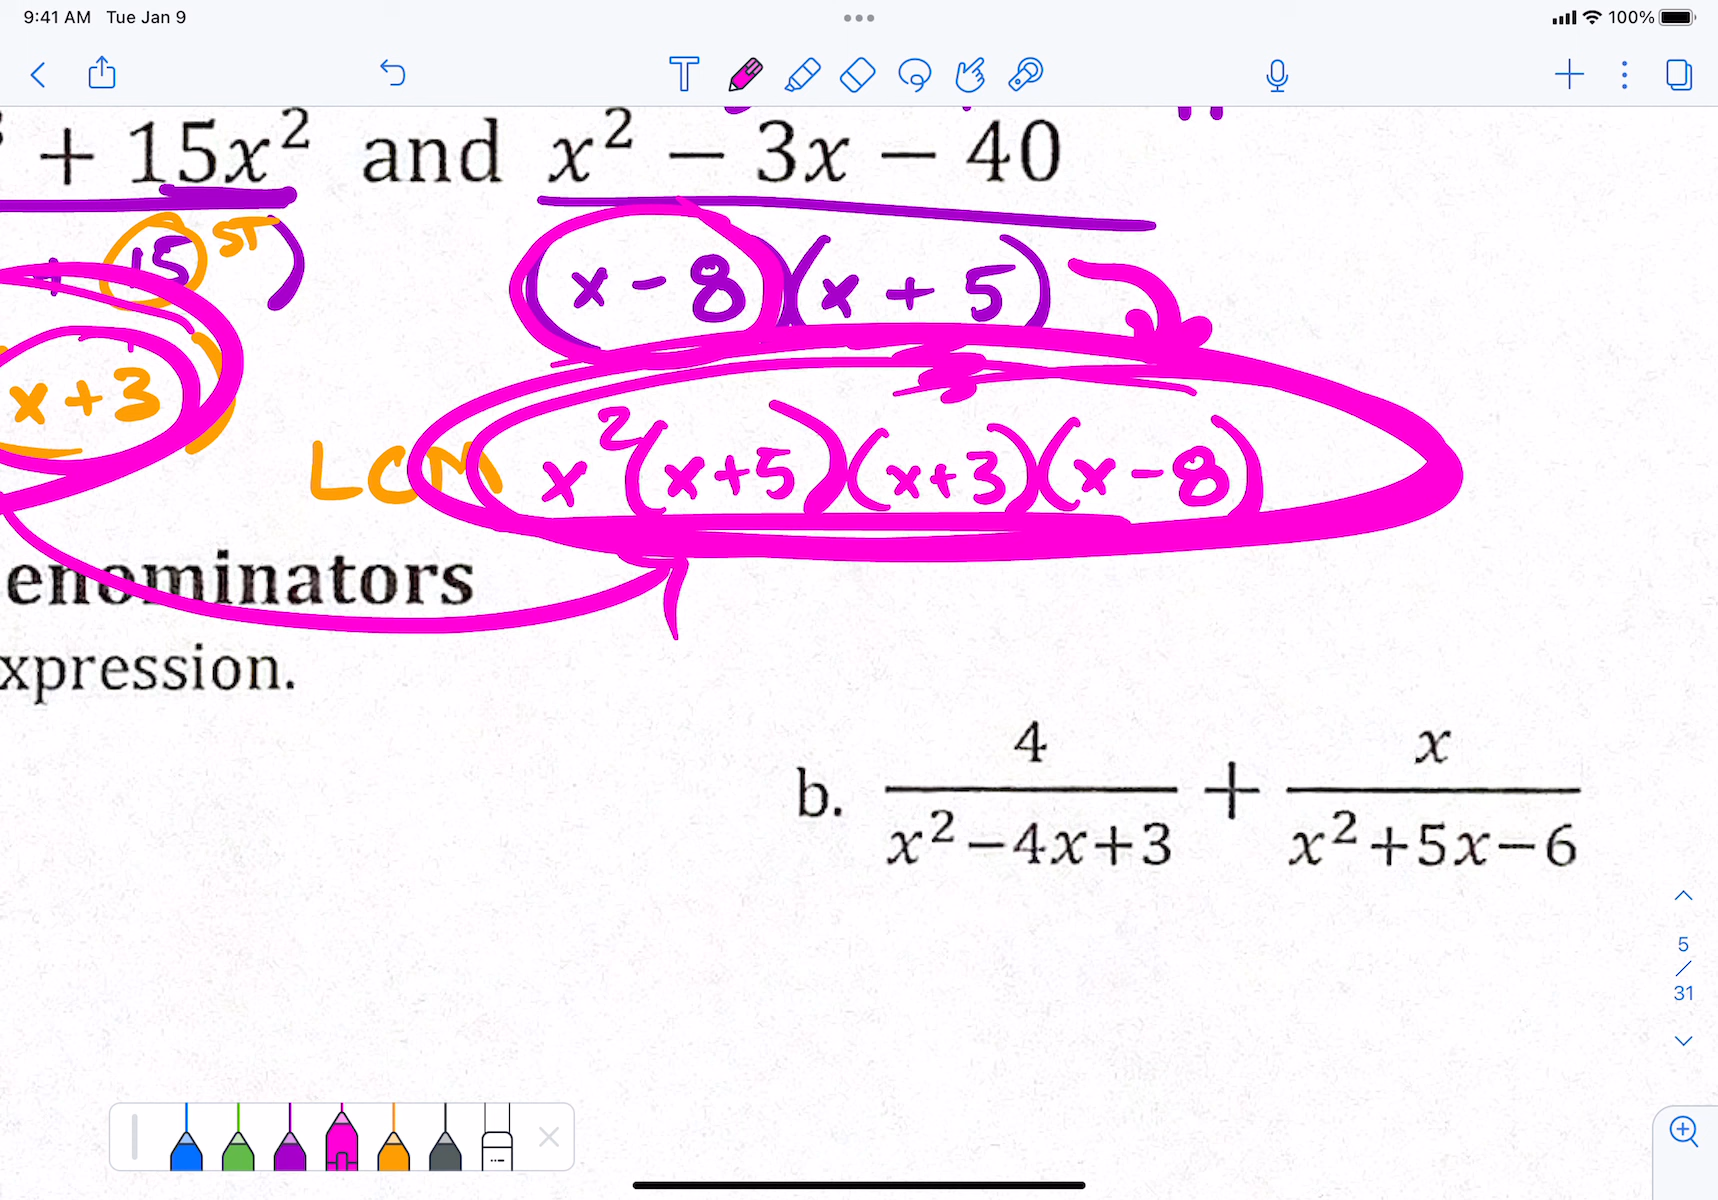 9:41 AM Tue Jan 9 100%
+ 15x² and x² – 3x – 40
15 ST) (x - 8)(x + 5)
x + 3
LCM x²(x+5)(x+3)(x-8)
enominators
xpression.
b. 4/(x²–4x+3) + x/(x²+5x–6)
5
/
31